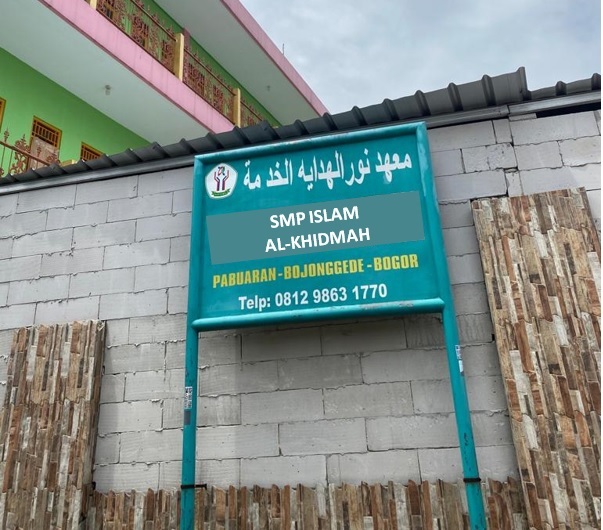 معهد نور الهدايه الخدمة
SMP ISLAM
AL-KHIDMAH
PABUARAN - BOJONGGEDE - BOGOR
Telp: 0812 9863 1770